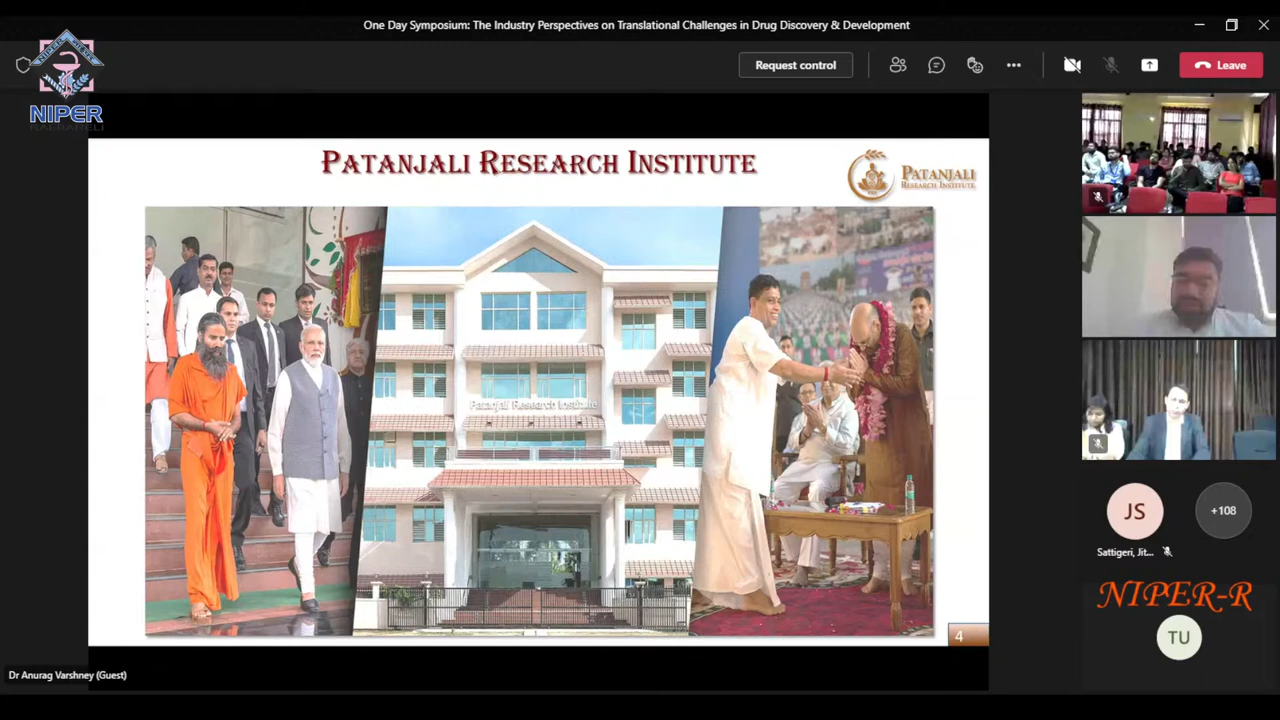 One Day Symposium: The Industry Perspectives on Translational Challenges in Drug Discovery & Development
Request control
Leave
NIPER
RAEBARELI
PATANJALI RESEARCH INSTITUTE
PATANJALI
RESEARCH INSTITUTE
Patanjali Research Institute
4
JS
+108
Sattigeri, Jit...
NIPER-R
TU
Dr Anurag Varshney (Guest)